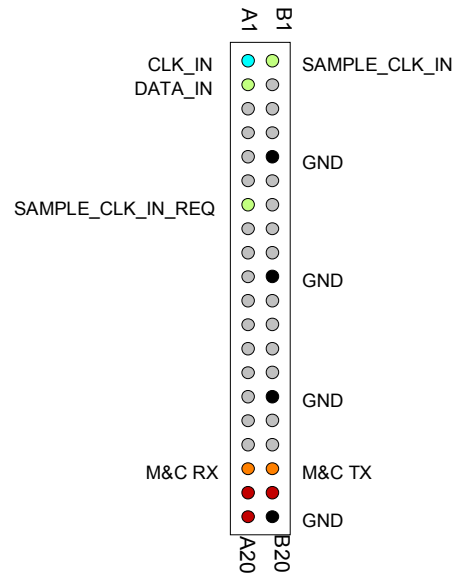 A1 B1
CLK_IN SAMPLE_CLK_IN
DATA_IN
GND
SAMPLE_CLK_IN_REQ
GND
GND
M&C RX M&C TX
GND
A20 B20